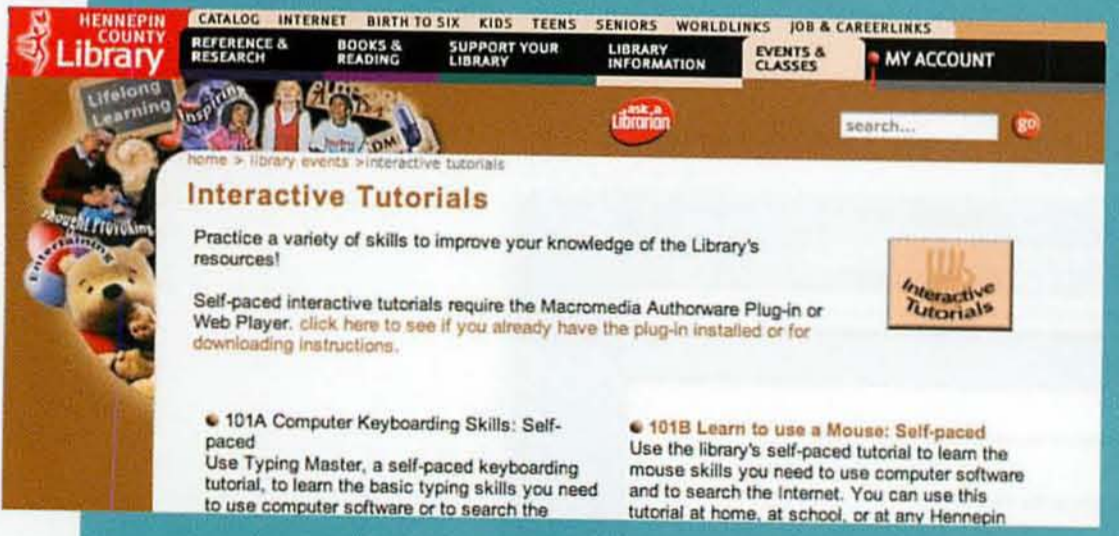 HENNEPIN
COUNTY
Library
CATALOG INTERNET BIRTH TO SIX KIDS TEENS SENIORS WORLDLINKS JOB & CAREERLINKS
REFERENCE &
RESEARCH
BOOKS &
READING
SUPPORT YOUR
LIBRARY
LIBRARY
INFORMATION
EVENTS &
CLASSES
MY ACCOUNT
Lifelong
Learning
Inspiring
ask a
Librarian
search...
go
Thought Provoking
Entertaining
home > library events >interactive tutorials
Interactive Tutorials
Practice a variety of skills to improve your knowledge of the Library's
resources!
Interactive
Tutorials
Self-paced interactive tutorials require the Macromedia Authorware Plug-in or
Web Player. click here to see if you already have the plug-in installed or for
downloading instructions.
101A Computer Keyboarding Skills: Self-
paced
Use Typing Master, a self-paced keyboarding
tutorial, to learn the basic typing skills you need
to use computer software or to search the
101B Learn to use a Mouse: Self-paced
Use the library's self-paced tutorial to learn the
mouse skills you need to use computer software
and to search the Internet. You can use this
tutorial at home, at school, or at any Hennepin